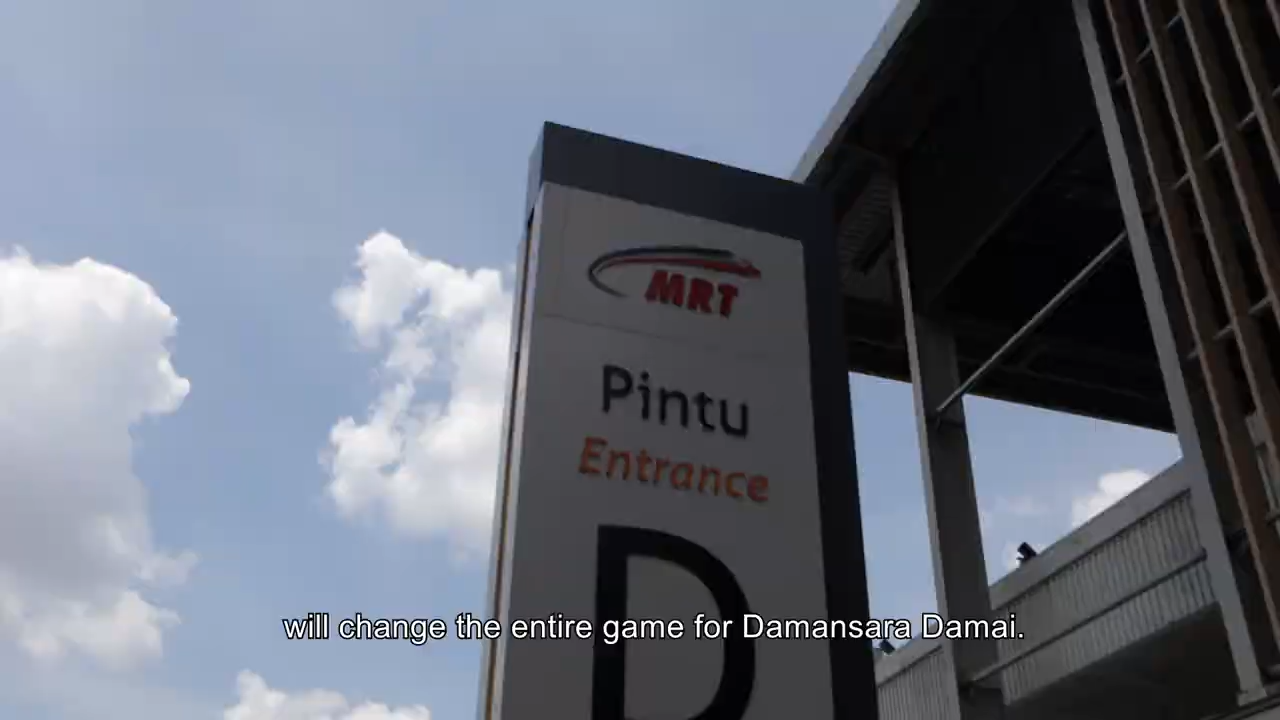 MRT
Pintu
Entrance
D
will change the entire game for Damansara Damai.